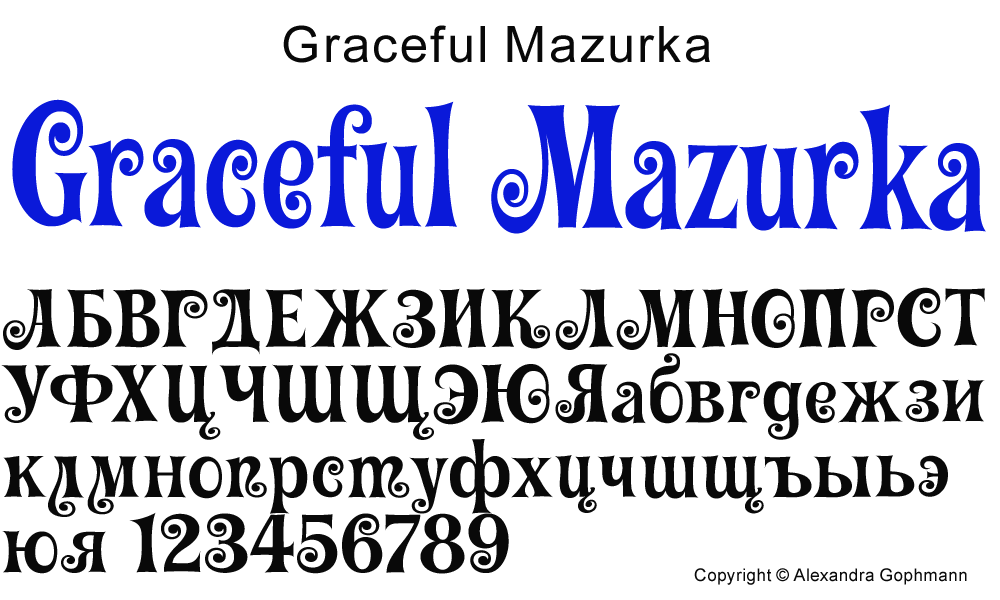 Graceful Mazurka
Graceful Mazurka
АБВГДЕЖЗИКЛМНОПРСТ
УФХЦЧШЩЭЮЯабвгдежзи
клмнопрстуфхцчшщъыьэ
юя 123456789
Copyright © Alexandra Gophmann